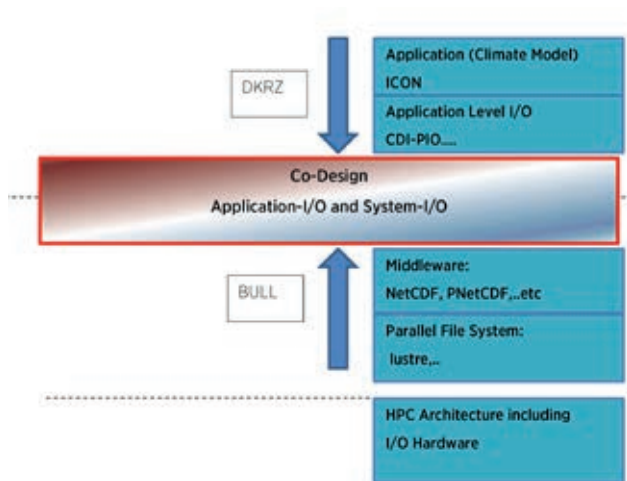 DKRZ
Application (Climate Model)
ICON
Application Level I/O
CDI-PIO.....
Co-Design
Application-I/O and System-I/O
BULL
Middleware:
NetCDF, PNetCDF,..etc
Parallel File System:
lustre,..
HPC Architecture including
I/O Hardware